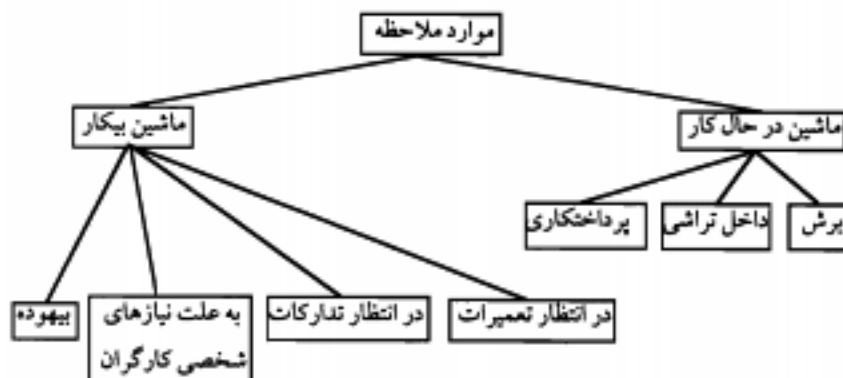 موارد ملاحظه
ماشین در حال کار
ماشین بیکار
برش
داخل تراشی
پرداختکاری
در انتظار تعمیرات
در انتظار تدارکات
به علت نیازهای
شخصی کارگران
بیهوده